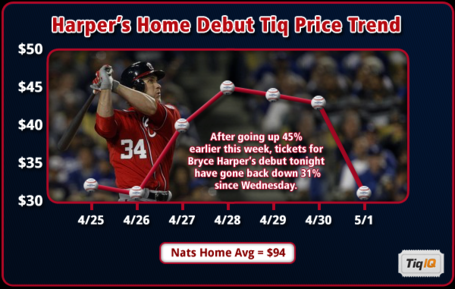 Harper's Home Debut Tiq Price Trend
$50
$45
$40
$35
$30
34
After going up 45%
earlier this week, tickets for
Bryce Harper's debut tonight
have gone back down 31%
since Wednesday.
4/25 4/26 4/27 4/28 4/29 4/30 5/1
Nats Home Avg = $94
TiqIQ